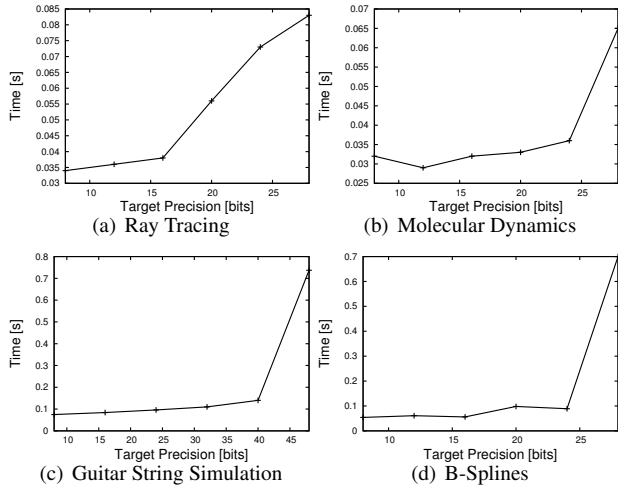 0.085
0.08
0.075
0.07
0.065
0.06
0.055
0.05
0.045
0.04
0.035
0.03
Time [s]
10 15 20 25
Target Precision [bits]
(a) Ray Tracing
0.07
0.065
0.06
0.055
0.05
0.045
0.04
0.035
0.03
0.025
Time [s]
10 15 20 25
Target Precision [bits]
(b) Molecular Dynamics
0.8
0.7
0.6
0.5
0.4
0.3
0.2
0.1
0
Time [s]
10 15 20 25 30 35 40 45
Target Precision [bits]
(c) Guitar String Simulation
0.7
0.6
0.5
0.4
0.3
0.2
0.1
0
Time [s]
10 15 20 25
Target Precision [bits]
(d) B-Splines